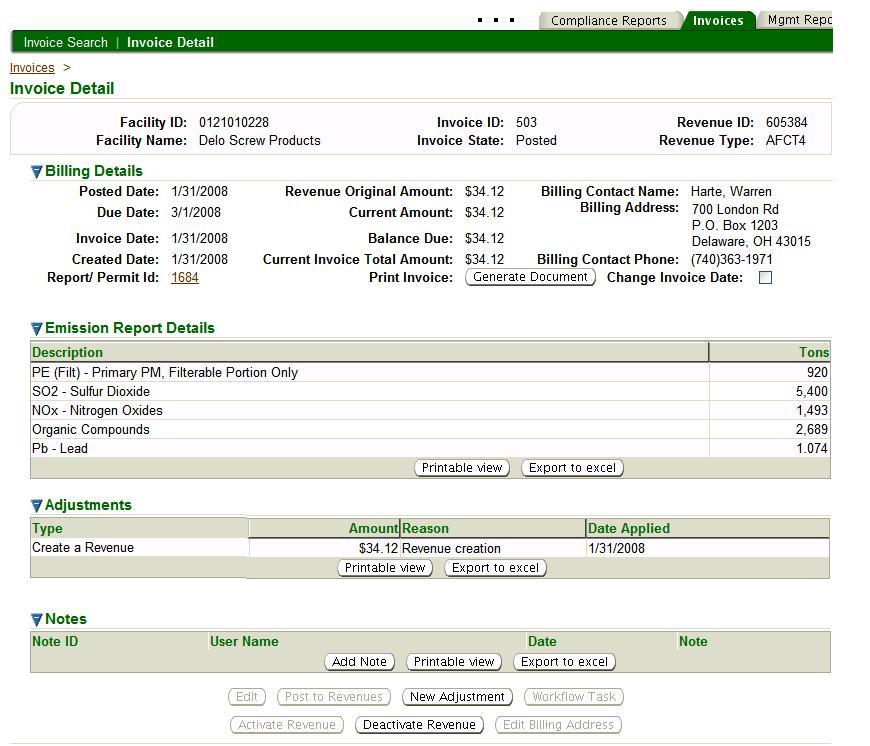 Compliance Reports Invoices Mgmt Repo
Invoice Search | Invoice Detail
Invoices >
Invoice Detail
Facility ID: 0121010228 Invoice ID: 503 Revenue ID: 605384
Facility Name: Delo Screw Products Invoice State: Posted Revenue Type: AFCT4
Billing Details
Posted Date: 1/31/2008 Revenue Original Amount: $34.12 Billing Contact Name: Harte, Warren
Due Date: 3/1/2008 Current Amount: $34.12 Billing Address: 700 London Rd
P.O. Box 1203
Invoice Date: 1/31/2008 Balance Due: $34.12 Delaware, OH 43015
Created Date: 1/31/2008 Current Invoice Total Amount: $34.12 Billing Contact Phone: (740)363-1971
Report/ Permit Id: 1684 Print Invoice: Generate Document Change Invoice Date:
Emission Report Details
Description Tons
PE (Filt) - Primary PM, Filterable Portion Only 920
SO2 - Sulfur Dioxide 5,400
NOx - Nitrogen Oxides 1,493
Organic Compounds 2,689
Pb - Lead 1.074
Printable view Export to excel
Adjustments
Type Amount Reason Date Applied
Create a Revenue $34.12 Revenue creation 1/31/2008
Printable view Export to excel
Notes
Note ID User Name Date Note
Add Note Printable view Export to excel
Edit Post to Revenues New Adjustment Workflow Task
Activate Revenue Deactivate Revenue Edit Billing Address